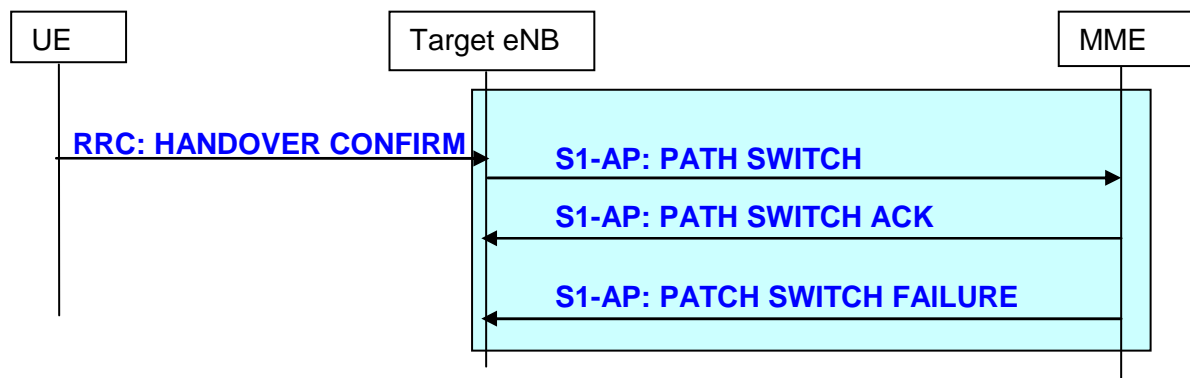 UE
Target eNB
MME
RRC: HANDOVER CONFIRM
S1-AP: PATH SWITCH
S1-AP: PATH SWITCH ACK
S1-AP: PATCH SWITCH FAILURE